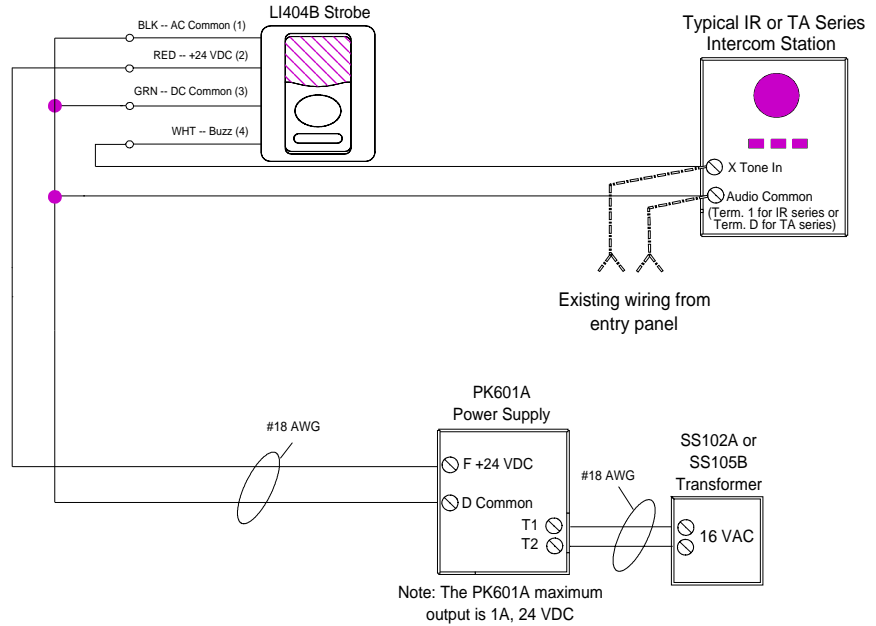 LI404B Strobe
BLK -- AC Common (1)
RED -- +24 VDC (2)
GRN -- DC Common (3)
WHT -- Buzz (4)
Typical IR or TA Series
Intercom Station
X Tone In
Audio Common
(Term. 1 for IR series or
Term. D for TA series)
Existing wiring from
entry panel
PK601A
Power Supply
#18 AWG
F +24 VDC
D Common
T1
T2
#18 AWG
SS102A or
SS105B
Transformer
16 VAC
Note: The PK601A maximum
output is 1A, 24 VDC